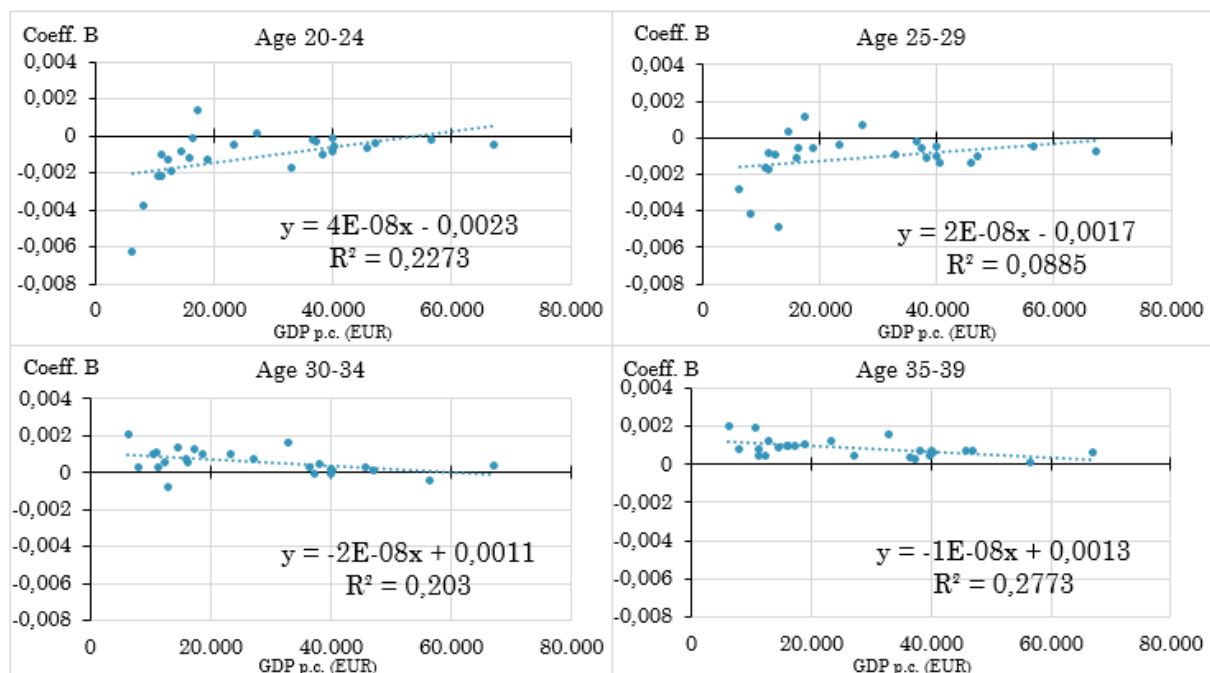 Coeff. B
Age 20-24
0,004
0,002
0
-0,002
-0,004
-0,006
-0,008
y = 4E-08x - 0,0023
R² = 0,2273
0 20.000 40.000 60.000 80.000
GDP p.c. (EUR)
Coeff. B
Age 25-29
0,004
0,002
0
-0,002
-0,004
-0,006
-0,008
y = 2E-08x - 0,0017
R² = 0,0885
0 20.000 40.000 60.000 80.000
GDP p.c. (EUR)
Coeff. B
Age 30-34
0,004
0,002
0
-0,002
-0,004
-0,006
-0,008
y = -2E-08x + 0,0011
R² = 0,203
0 20.000 40.000 60.000 80.000
GDP p.c. (EUR)
Coeff. B
Age 35-39
0,004
0,002
0
-0,002
-0,004
-0,006
-0,008
y = -1E-08x + 0,0013
R² = 0,2773
0 20.000 40.000 60.000 80.000
GDP p.c. (EUR)